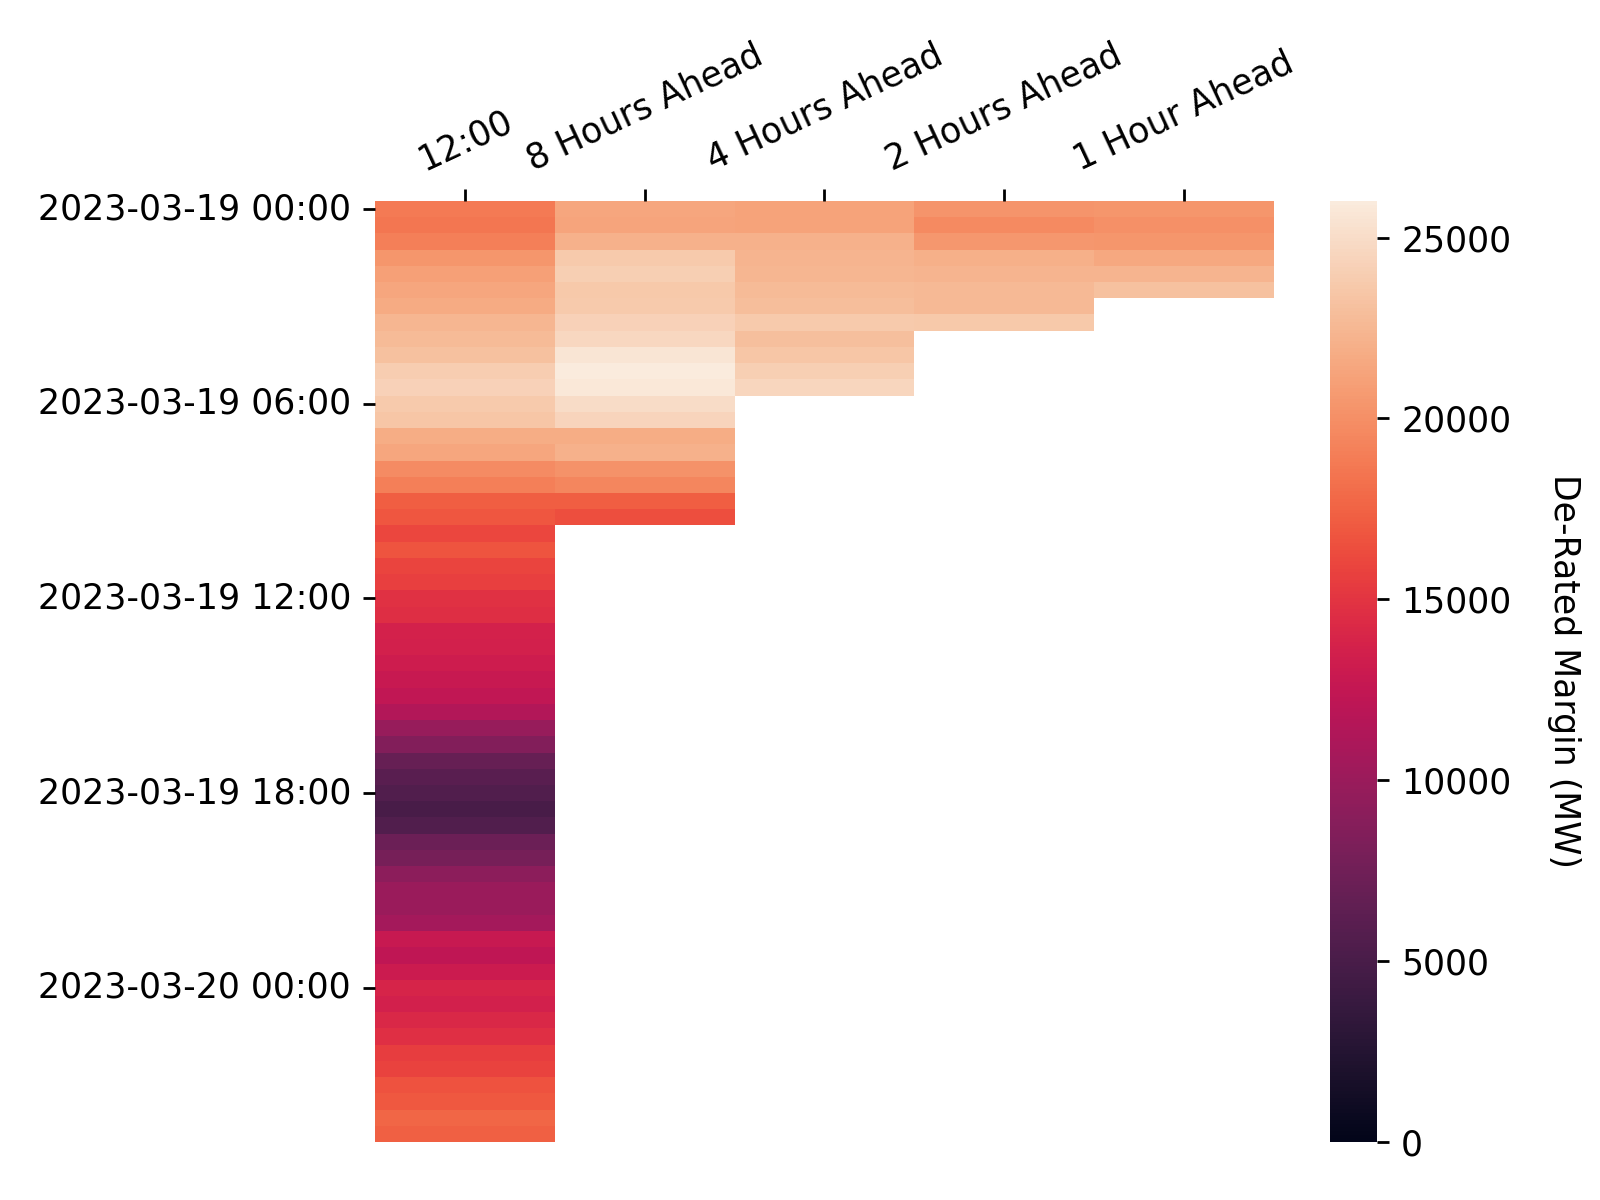 12:00
8 Hours Ahead
4 Hours Ahead
2 Hours Ahead
1 Hour Ahead
2023-03-19 00:00
2023-03-19 06:00
2023-03-19 12:00
2023-03-19 18:00
2023-03-20 00:00
25000
20000
15000
10000
5000
0
De-Rated Margin (MW)